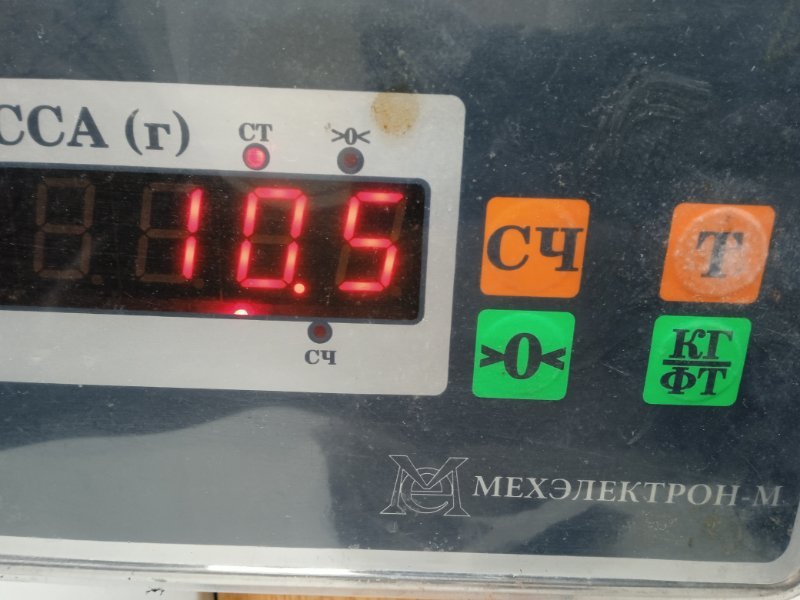 ССА (г)
СТ >0<
10.5
СЧ
СЧ Т
>0< КГ
ФТ
МЕХЭЛЕКТРОН-М